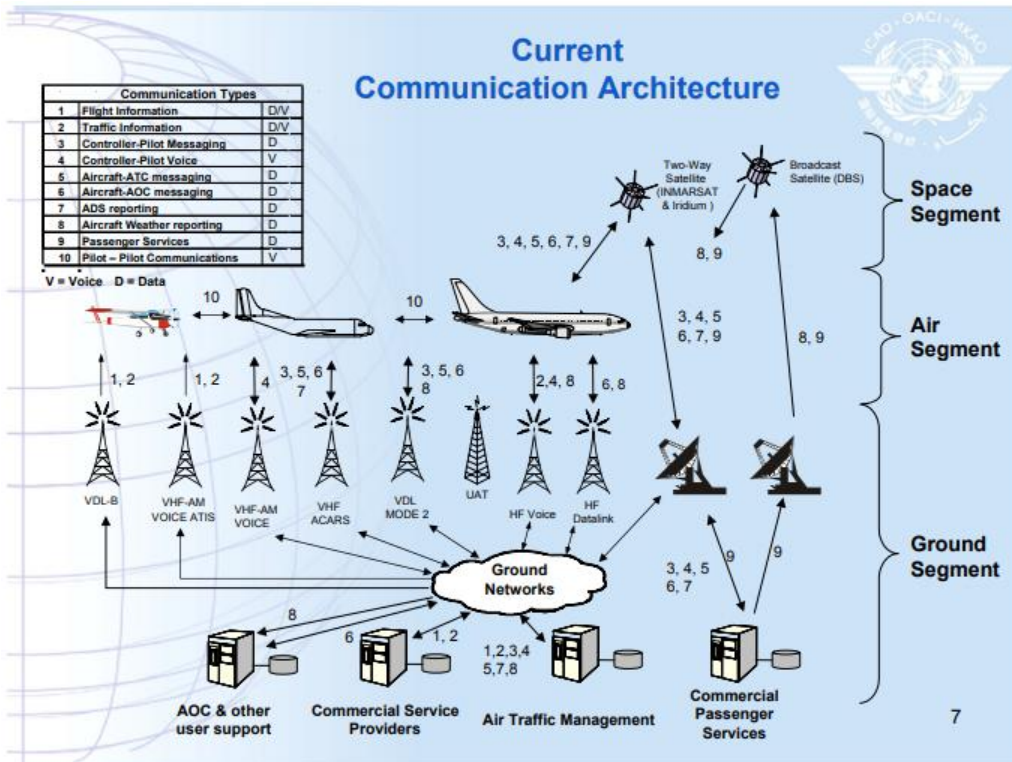 Current
Communication Architecture
ICAO · OACI · ИКАО
Communication Types
1 Flight Information D/V
2 Traffic Information D/V
3 Controller-Pilot Messaging D
4 Controller-Pilot Voice V
5 Aircraft-ATC messaging D
6 Aircraft-AOC messaging D
7 ADS reporting D
8 Aircraft Weather reporting D
9 Passenger Services D
10 Pilot – Pilot Communications V
V = Voice D = Data
Two-Way
Satellite
(INMARSAT
& Iridium )
Broadcast
Satellite (DBS)
Space
Segment
3, 4, 5, 6, 7, 9
8, 9
10
10
3, 4, 5
6, 7, 9
8, 9
Air
Segment
1, 2
1, 2
4
3, 5, 6
7
3, 5, 6
8
2,4, 8
6, 8
VDL-B
VHF-AM
VOICE ATIS
VHF-AM
VOICE
VHF
ACARS
VDL
MODE 2
UAT
HF Voice
HF
Datalink
Ground
Networks
Ground
Segment
3, 4, 5
6, 7
9
9
8
6
1, 2
1,2,3,4
5,7,8
AOC & other
user support
Commercial Service
Providers
Air Traffic Management
Commercial
Passenger
Services
7